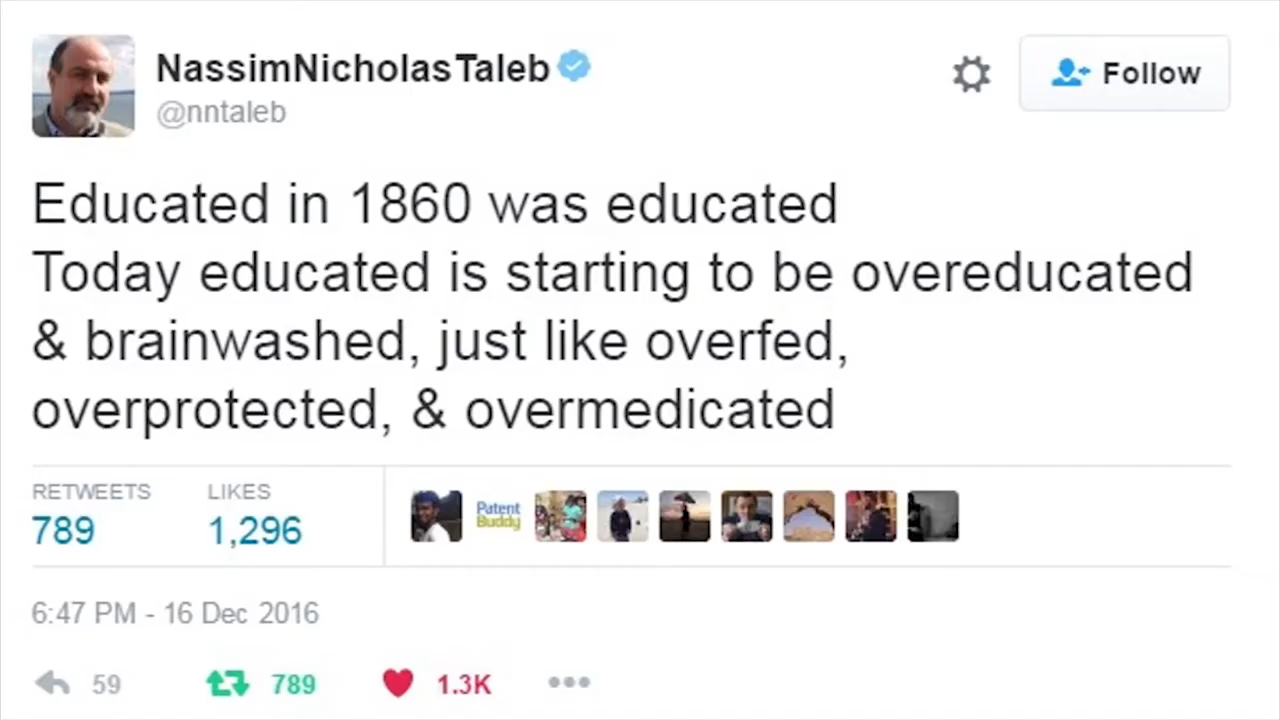 NassimNicholasTaleb
@nntaleb
Follow
Educated in 1860 was educated
Today educated is starting to be overeducated
& brainwashed, just like overfed,
overprotected, & overmedicated
RETWEETS LIKES
789 1,296
Patent
Buddy
6:47 PM - 16 Dec 2016
59 789 1.3K